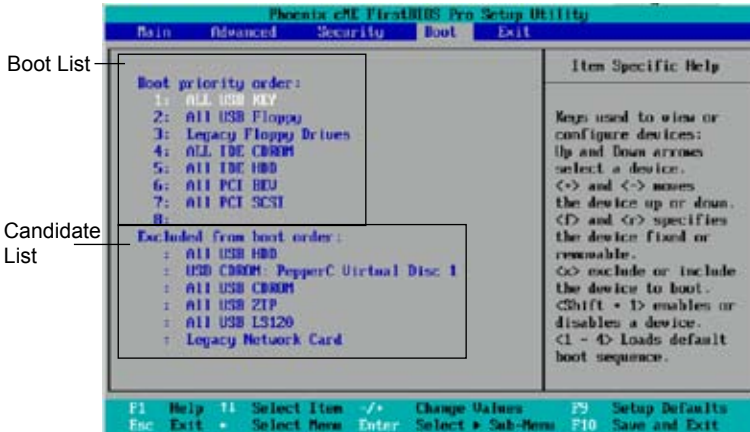 Phoenix cME FirstBIOS Pro Setup Utility
Main Advanced Security Boot Exit
Boot List
Item Specific Help
Boot priority order:
1: ALL USB KEY
2: All USB Floppy
3: Legacy Floppy Drives
4: ALL IDE CDROM
5: All IDE HDD
6: All PCI BEV
7: All PCI SCSI
8:
Candidate
List
Excluded from boot order:
: All USB HDD
: USB CDROM: PepperC Virtual Disc 1
: All USB CDROM
: All USB ZIP
: All USB LS120
: Legacy Network Card
Keys used to view or
configure devices:
Up and Down arrows
select a device.
<+> and <-> moves
the device up or down.
<f> and <r> specifies
the device fixed or
removable.
<x> exclude or include
the device to boot.
<Shift + 1> enables or
disables a device.
<1 - 4> Loads default
boot sequence.
F1 Help ↑↓ Select Item -/+ Change Values F9 Setup Defaults
Esc Exit Select Menu Enter Select ▶ Sub-Menu F10 Save and Exit